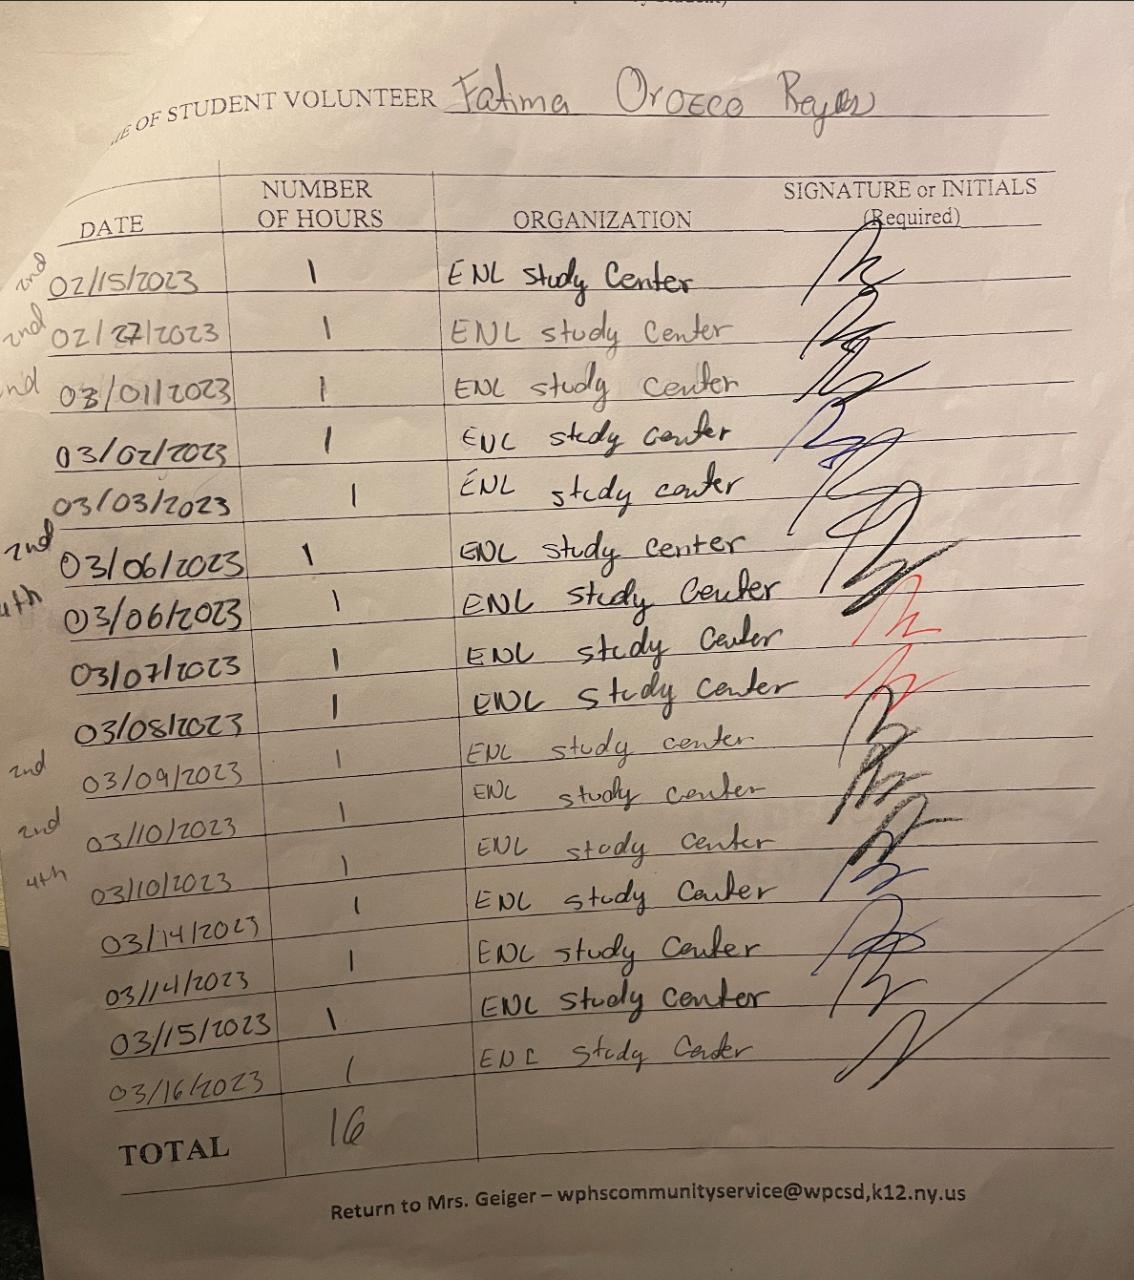 OF STUDENT VOLUNTEER Fatima Orozco Reyes
DATE NUMBER OF HOURS ORGANIZATION SIGNATURE or INITIALS (Required)
2nd 02/15/2023 1 ENL study Center
2nd 02/27/2023 1 ENL study center
nd 03/01/2023 1 ENL study center
03/02/2023 1 ENL study center
03/03/2023 1 ENL study center
2nd 03/06/2023 1 ENL study center
4th 03/06/2023 1 ENL study Center
03/07/2023 1 ENL study Center
03/08/2023 1 ENL study Center
2nd 03/09/2023 1 ENL study center
2nd 03/10/2023 1 ENL study center
4th 03/10/2023 1 ENL study center
03/14/2023 1 ENL study Center
03/14/2023 1 ENL study Center
03/15/2023 1 ENL study Center
03/16/2023 1 ENL study Center
TOTAL 16
Return to Mrs. Geiger – wphscommunityservice@wpcsd,k12.ny.us